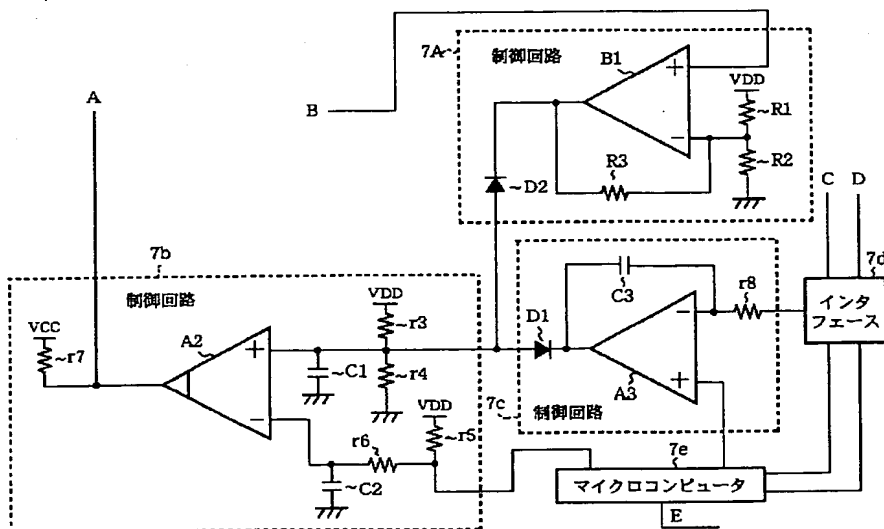 7A
制御回路
B1
+
VDD
~R1
A
B
−
~R2
R3
~D2
C
D
7b
制御回路
VDD
~r3
7d
インタ
フェース
C3
r8
D1
−
VCC
~r7
A2
+
~C1
~r4
A3
+
7c
制御回路
−
VDD
~r5
r6
~C2
7e
マイクロコンピュータ
E